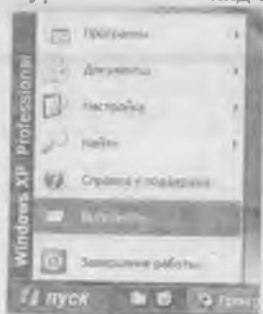 Windows XP Professional
Программы
Документы
Настройка
Найти
Справка и поддержка
Выполнить...
Завершение работы...
пуск